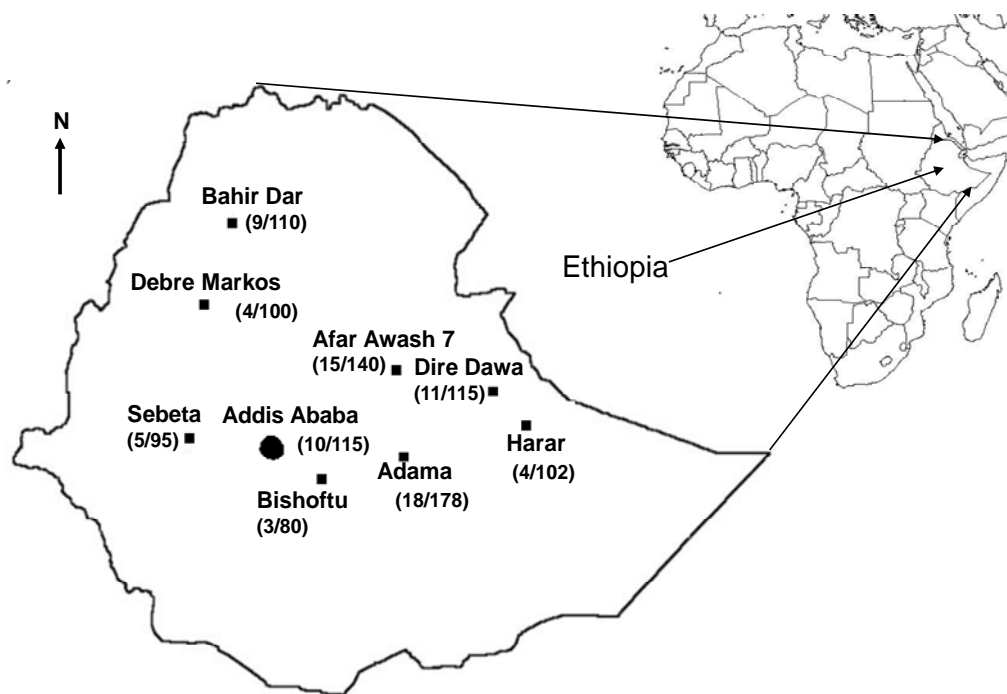 N
Bahir Dar
(9/110)
Debre Markos
(4/100)
Ethiopia
Afar Awash 7
(15/140)
Dire Dawa
(11/115)
Sebeta
(5/95)
Addis Ababa
(10/115)
Harar
(4/102)
Adama
(18/178)
Bishoftu
(3/80)